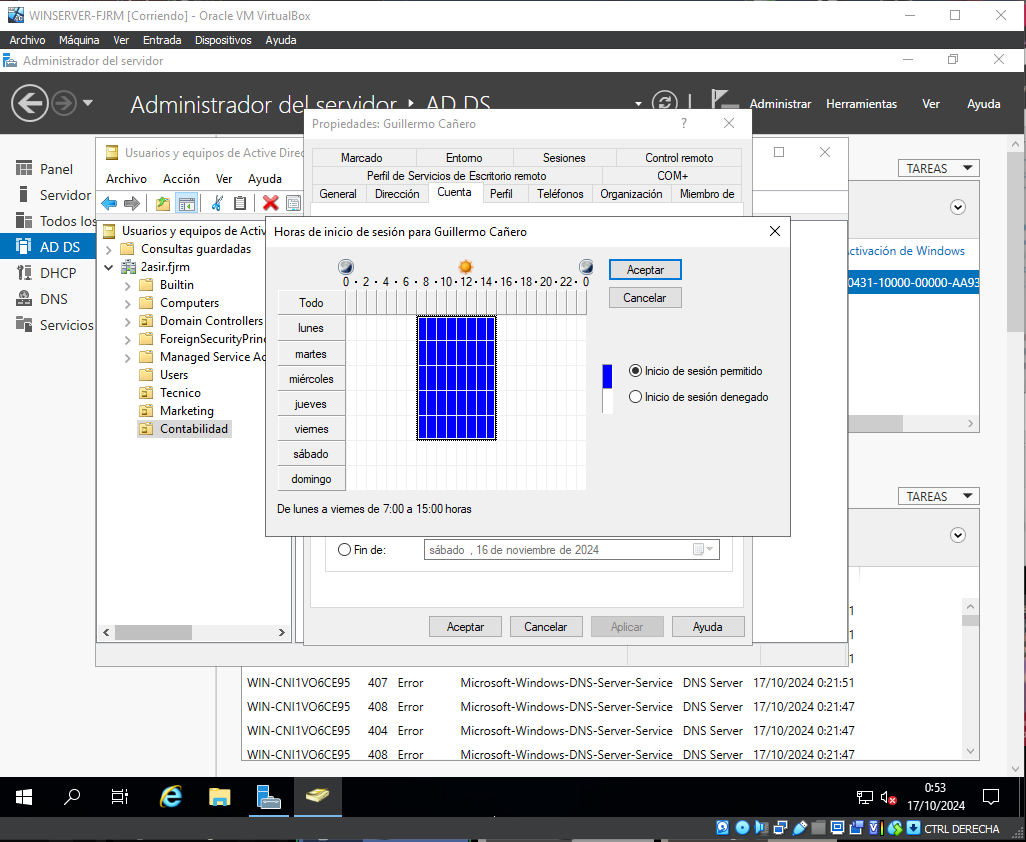 WINSERVER-FJRM [Corriendo] - Oracle VM VirtualBox
Archivo Máquina Ver Entrada Dispositivos Ayuda
Administrador del servidor
Administrador del servidor AD DS
Administrar Herramientas Ver Ayuda
Panel
Servidor
Todos los
AD DS
DHCP
DNS
Servicios
Usuarios y equipos de Active Direc
Archivo Acción Ver Ayuda
Usuarios y equipos de Activ
Consultas guardadas
2asir.fjrm
Builtin
Computers
Domain Controllers
ForeignSecurityPrinc
Managed Service Ac
Users
Tecnico
Marketing
Contabilidad
Propiedades: Guillermo Cañero
?
Marcado Entorno Sesiones Control remoto
Perfil de Servicios de Escritorio remoto COM+
General Dirección Cuenta Perfil Teléfonos Organización Miembro de
Horas de inicio de sesión para Guillermo Cañero
0 · 2 · 4 · 6 · 8 · 10 · 12 · 14 · 16 · 18 · 20 · 22 · 0
Todo
lunes
martes
miércoles
jueves
viernes
sábado
domingo
Aceptar
Cancelar
Inicio de sesión permitido
Inicio de sesión denegado
De lunes a viernes de 7:00 a 15:00 horas
Fin de: sábado , 16 de noviembre de 2024
Aceptar Cancelar Aplicar Ayuda
TAREAS
ctivación de Windows
0431-10000-00000-AA93
TAREAS
1
1
1
WIN-CNI1VO6CE95 407 Error Microsoft-Windows-DNS-Server-Service DNS Server 17/10/2024 0:21:51
WIN-CNI1VO6CE95 408 Error Microsoft-Windows-DNS-Server-Service DNS Server 17/10/2024 0:21:47
WIN-CNI1VO6CE95 404 Error Microsoft-Windows-DNS-Server-Service DNS Server 17/10/2024 0:21:47
WIN-CNI1VO6CE95 408 Error Microsoft-Windows-DNS-Server-Service DNS Server 17/10/2024 0:21:47
0:53
17/10/2024
CTRL DERECHA